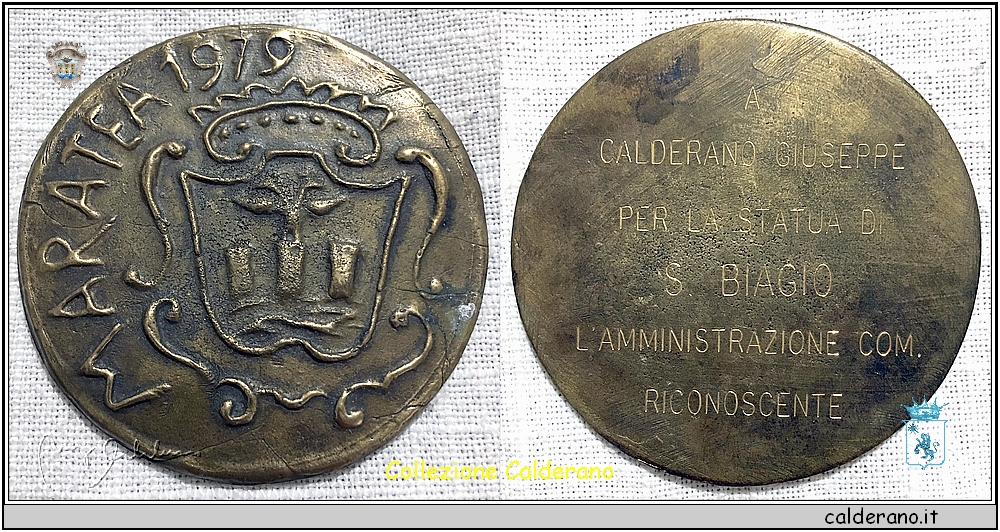 MARATEA 1979
A
CALDERANO GIUSEPPE
PER LA STATUA DI
S. BIAGIO
L'AMMINISTRAZIONE COM.
RICONOSCENTE
Collezione Calderano
calderano.it